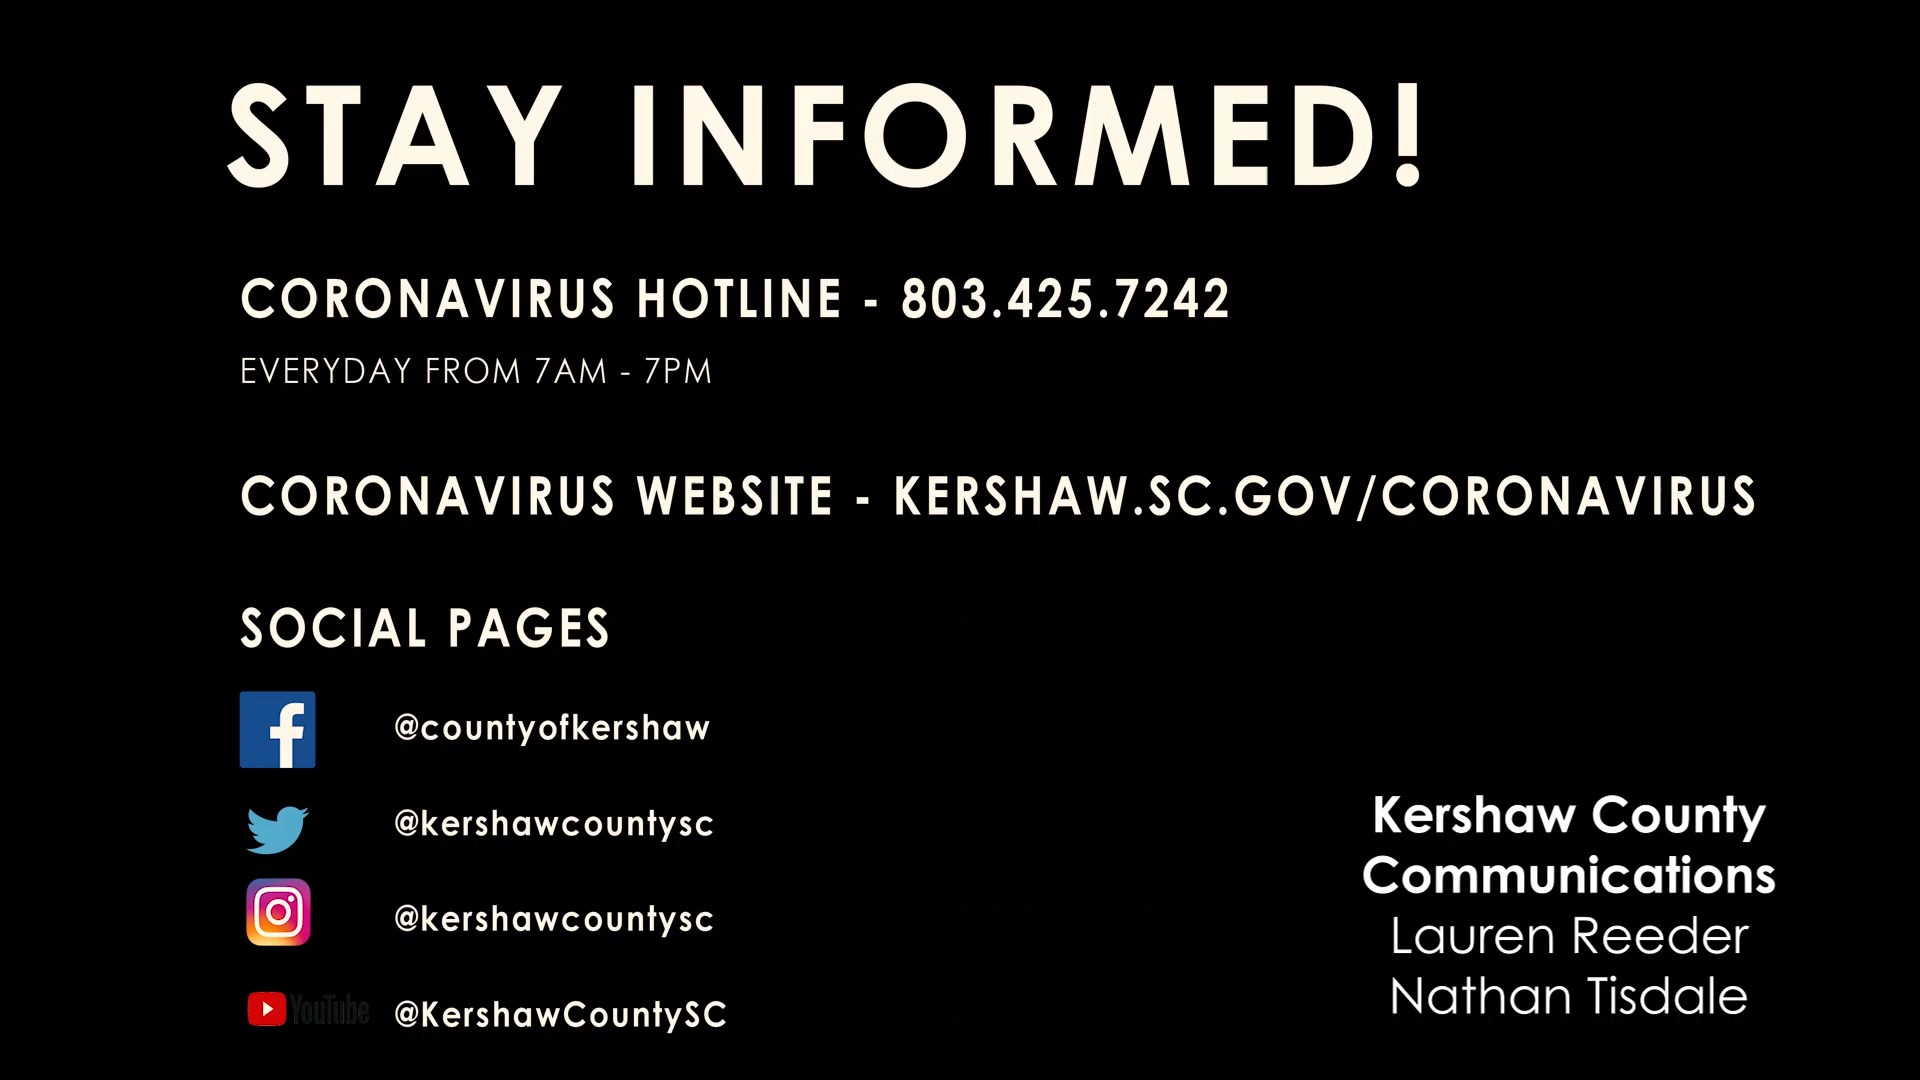 STAY INFORMED!
CORONAVIRUS HOTLINE - 803.425.7242
EVERYDAY FROM 7AM - 7PM
CORONAVIRUS WEBSITE - KERSHAW.SC.GOV/CORONAVIRUS
SOCIAL PAGES
@countyofkershaw
@kershawcountysc
@kershawcountysc
YouTube @KershawCountySC
Kershaw County
Communications
Lauren Reeder
Nathan Tisdale